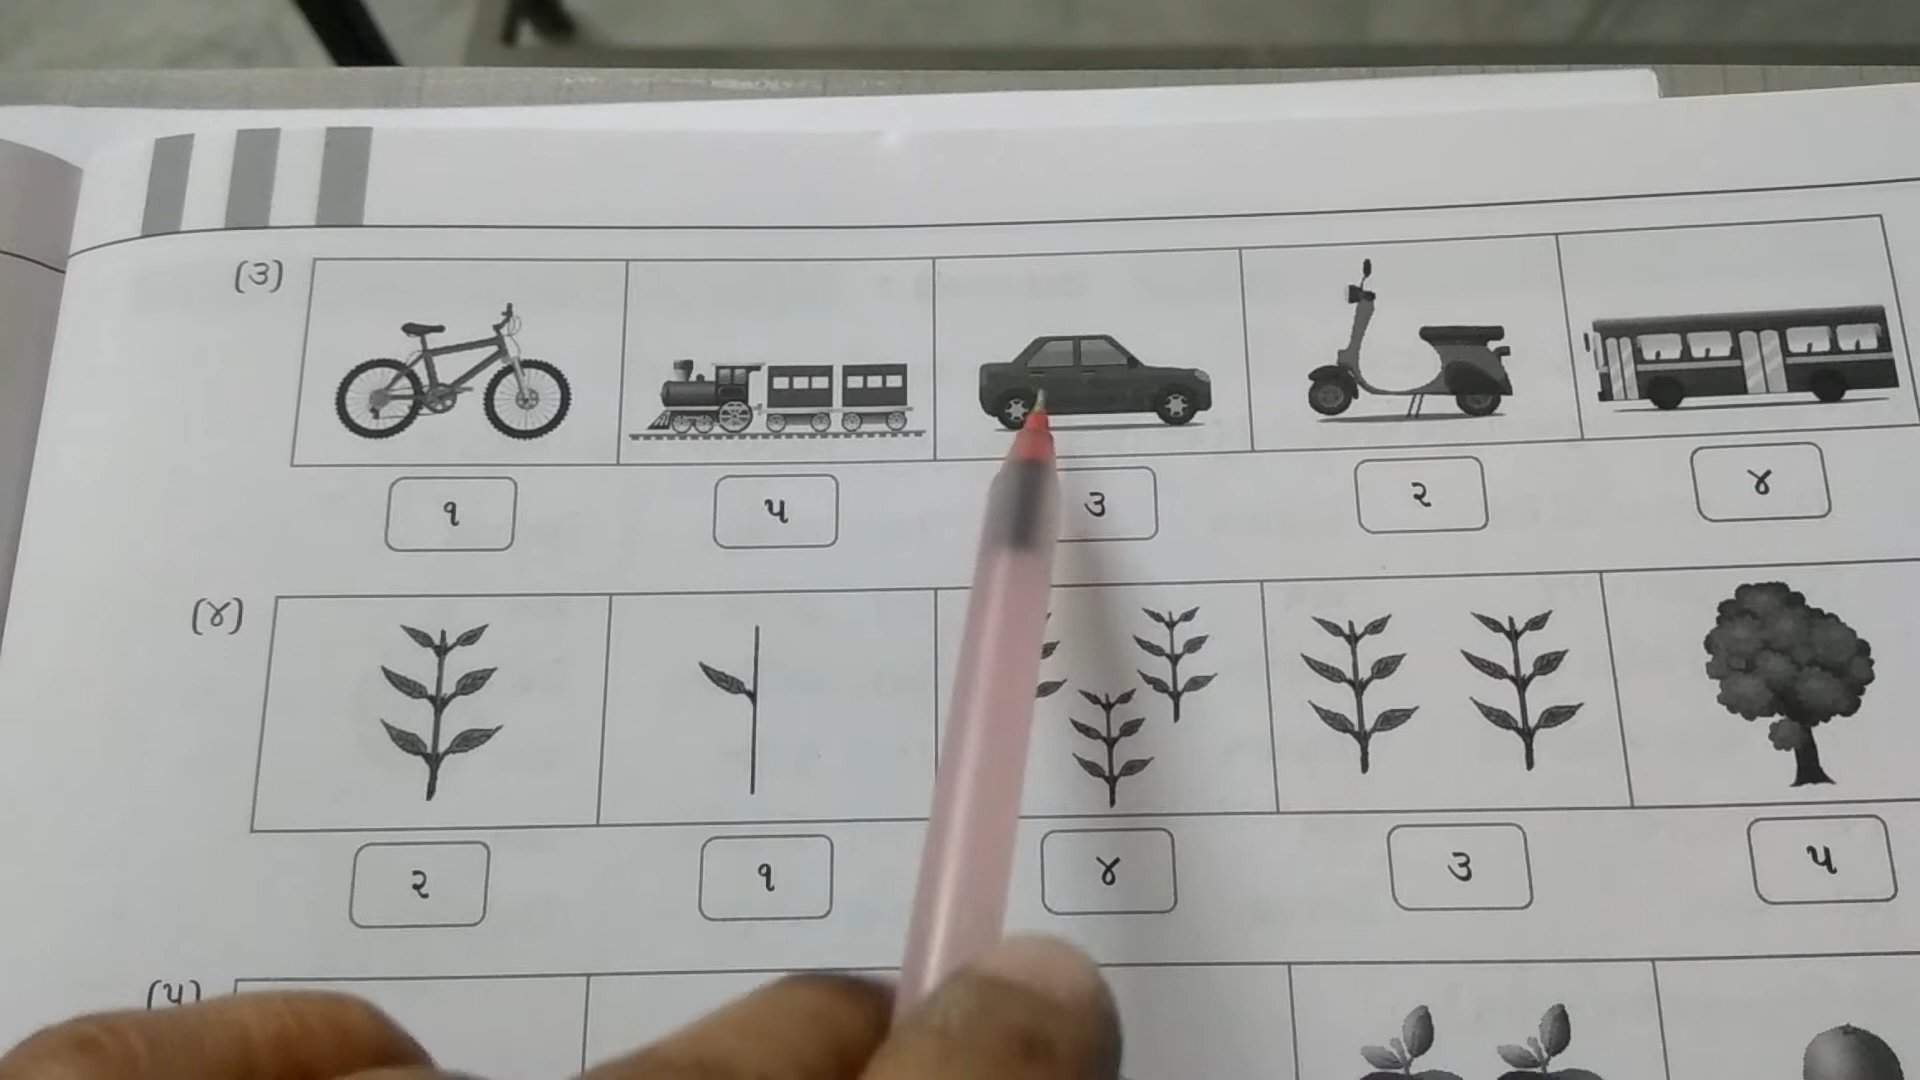 (૩)
૧ ૫ ૩ ૨ ૪
(૪)
૨ ૧ ૪ ૩ ૫
(૫)